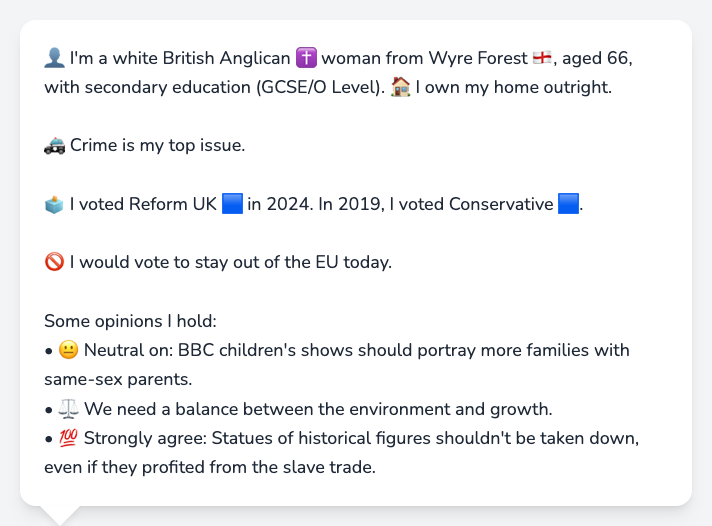 👤 I'm a white British Anglican ✝️ woman from Wyre Forest 🏴󠁧󠁢󠁥󠁮󠁧󠁿, aged 66,
with secondary education (GCSE/O Level). 🏠 I own my home outright.
🚓 Crime is my top issue.
🗳️ I voted Reform UK 🟦 in 2024. In 2019, I voted Conservative 🟦.
🚫 I would vote to stay out of the EU today.
Some opinions I hold:
• 😐 Neutral on: BBC children's shows should portray more families with
same-sex parents.
• ⚖️ We need a balance between the environment and growth.
• 💯 Strongly agree: Statues of historical figures shouldn't be taken down,
even if they profited from the slave trade.